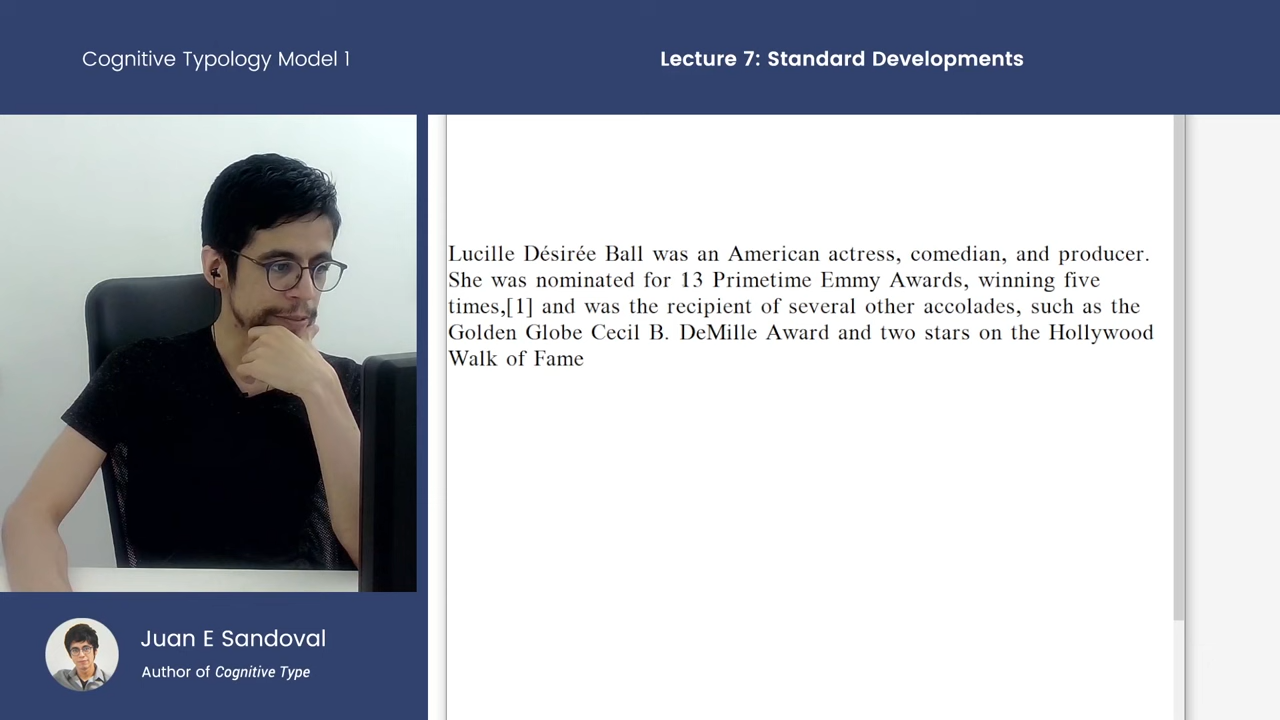 Cognitive Typology Model 1
Lecture 7: Standard Developments
Lucille Désirée Ball was an American actress, comedian, and producer.
She was nominated for 13 Primetime Emmy Awards, winning five
times,[1] and was the recipient of several other accolades, such as the
Golden Globe Cecil B. DeMille Award and two stars on the Hollywood
Walk of Fame
Juan E Sandoval
Author of Cognitive Type